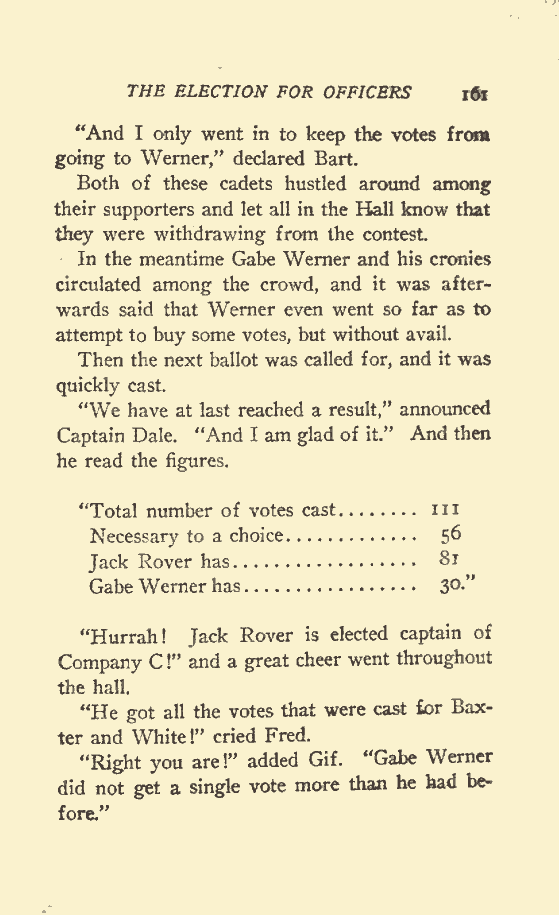 THE ELECTION FOR OFFICERS 161
"And I only went in to keep the votes from
going to Werner," declared Bart.
Both of these cadets hustled around among
their supporters and let all in the Hall know that
they were withdrawing from the contest.
In the meantime Gabe Werner and his cronies
circulated among the crowd, and it was after-
wards said that Werner even went so far as to
attempt to buy some votes, but without avail.
Then the next ballot was called for, and it was
quickly cast.
"We have at last reached a result," announced
Captain Dale. "And I am glad of it." And then
he read the figures.
"Total number of votes cast........ 111
Necessary to a choice............. 56
Jack Rover has.................. 81
Gabe Werner has................. 30."
"Hurrah! Jack Rover is elected captain of
Company C!" and a great cheer went throughout
the hall.
"He got all the votes that were cast for Bax-
ter and White!" cried Fred.
"Right you are!" added Gif. "Gabe Werner
did not get a single vote more than he had be-
fore."